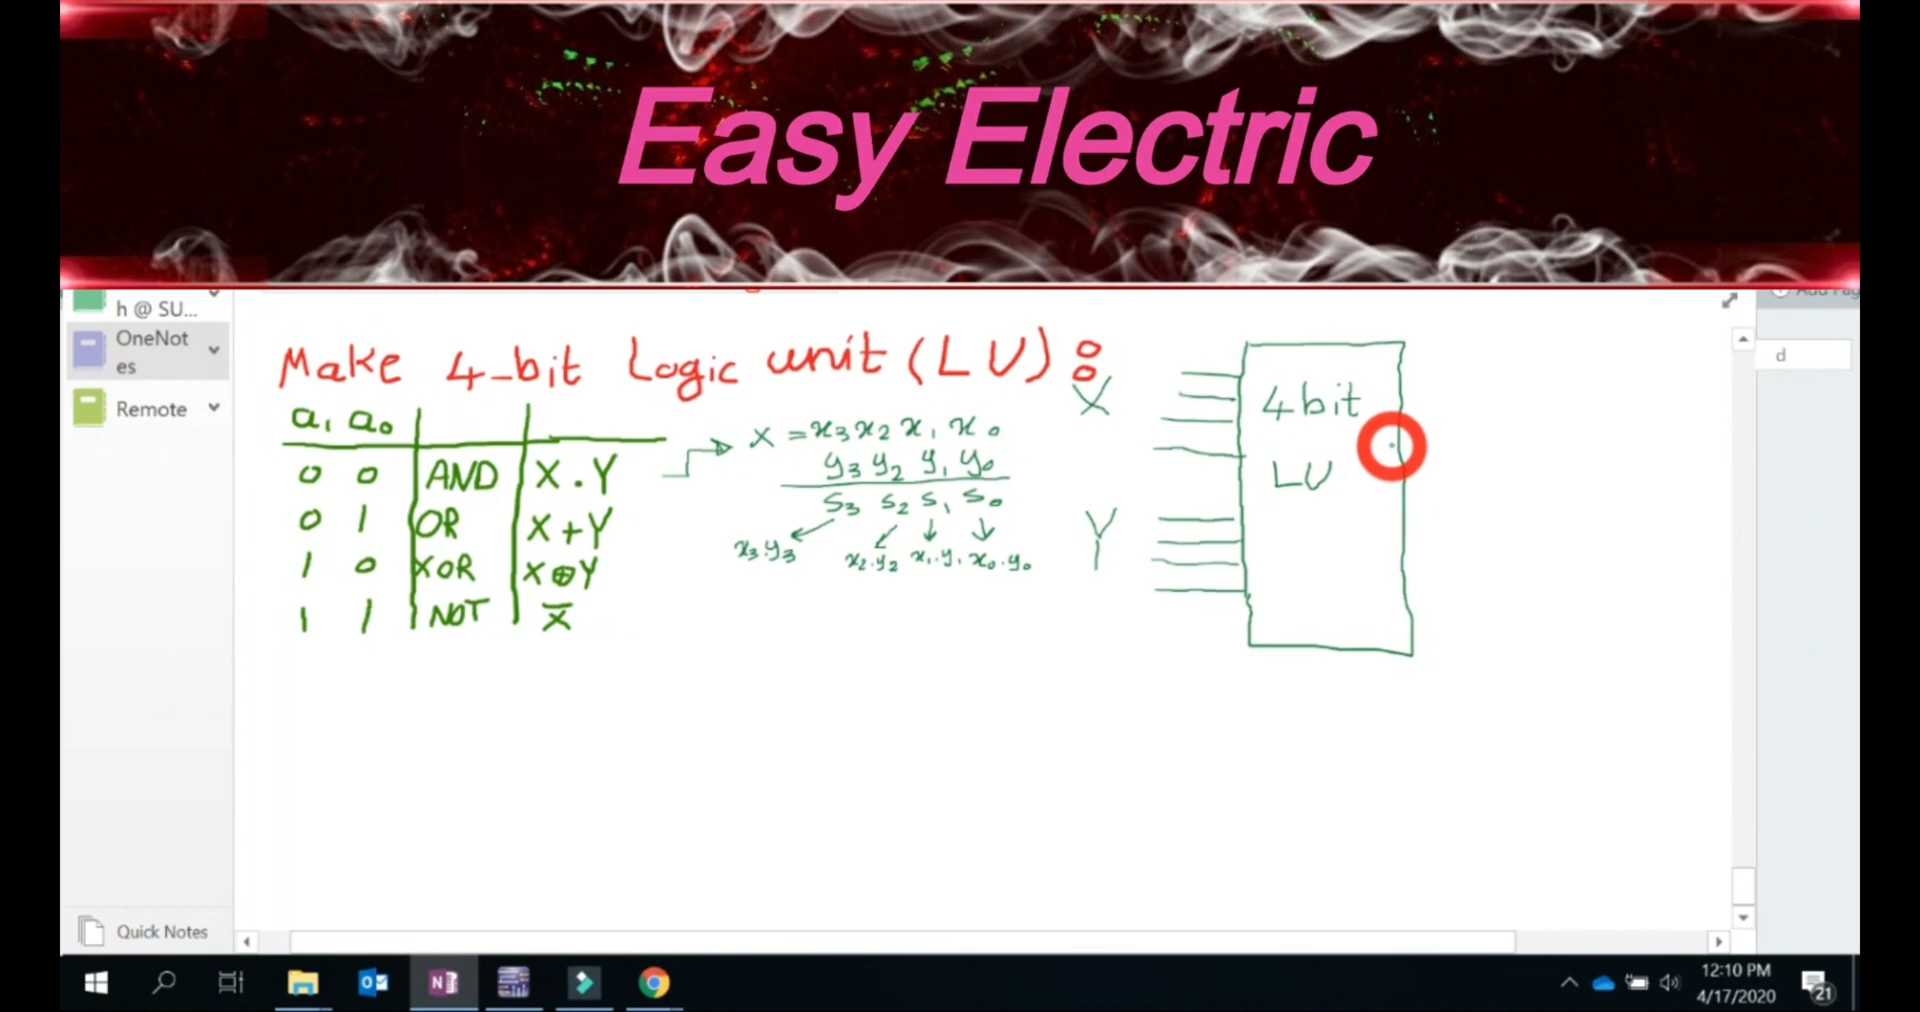 Easy Electric
h @ SU...
OneNot
es
Remote
Quick Notes
d
Make 4-bit Logic unit (LU):
a₁ a₀
0 0 AND X.Y
0 1 OR X+Y
1 0 XOR X⊕Y
1 1 NOT X̅
X = x₃ x₂ x₁ x₀
y₃ y₂ y₁ y₀
s₃ s₂ s₁ s₀
x₃.y₃ x₂.y₂ x₁.y₁ x₀.y₀
X
Y
4 bit
LU
12:10 PM
4/17/2020
21